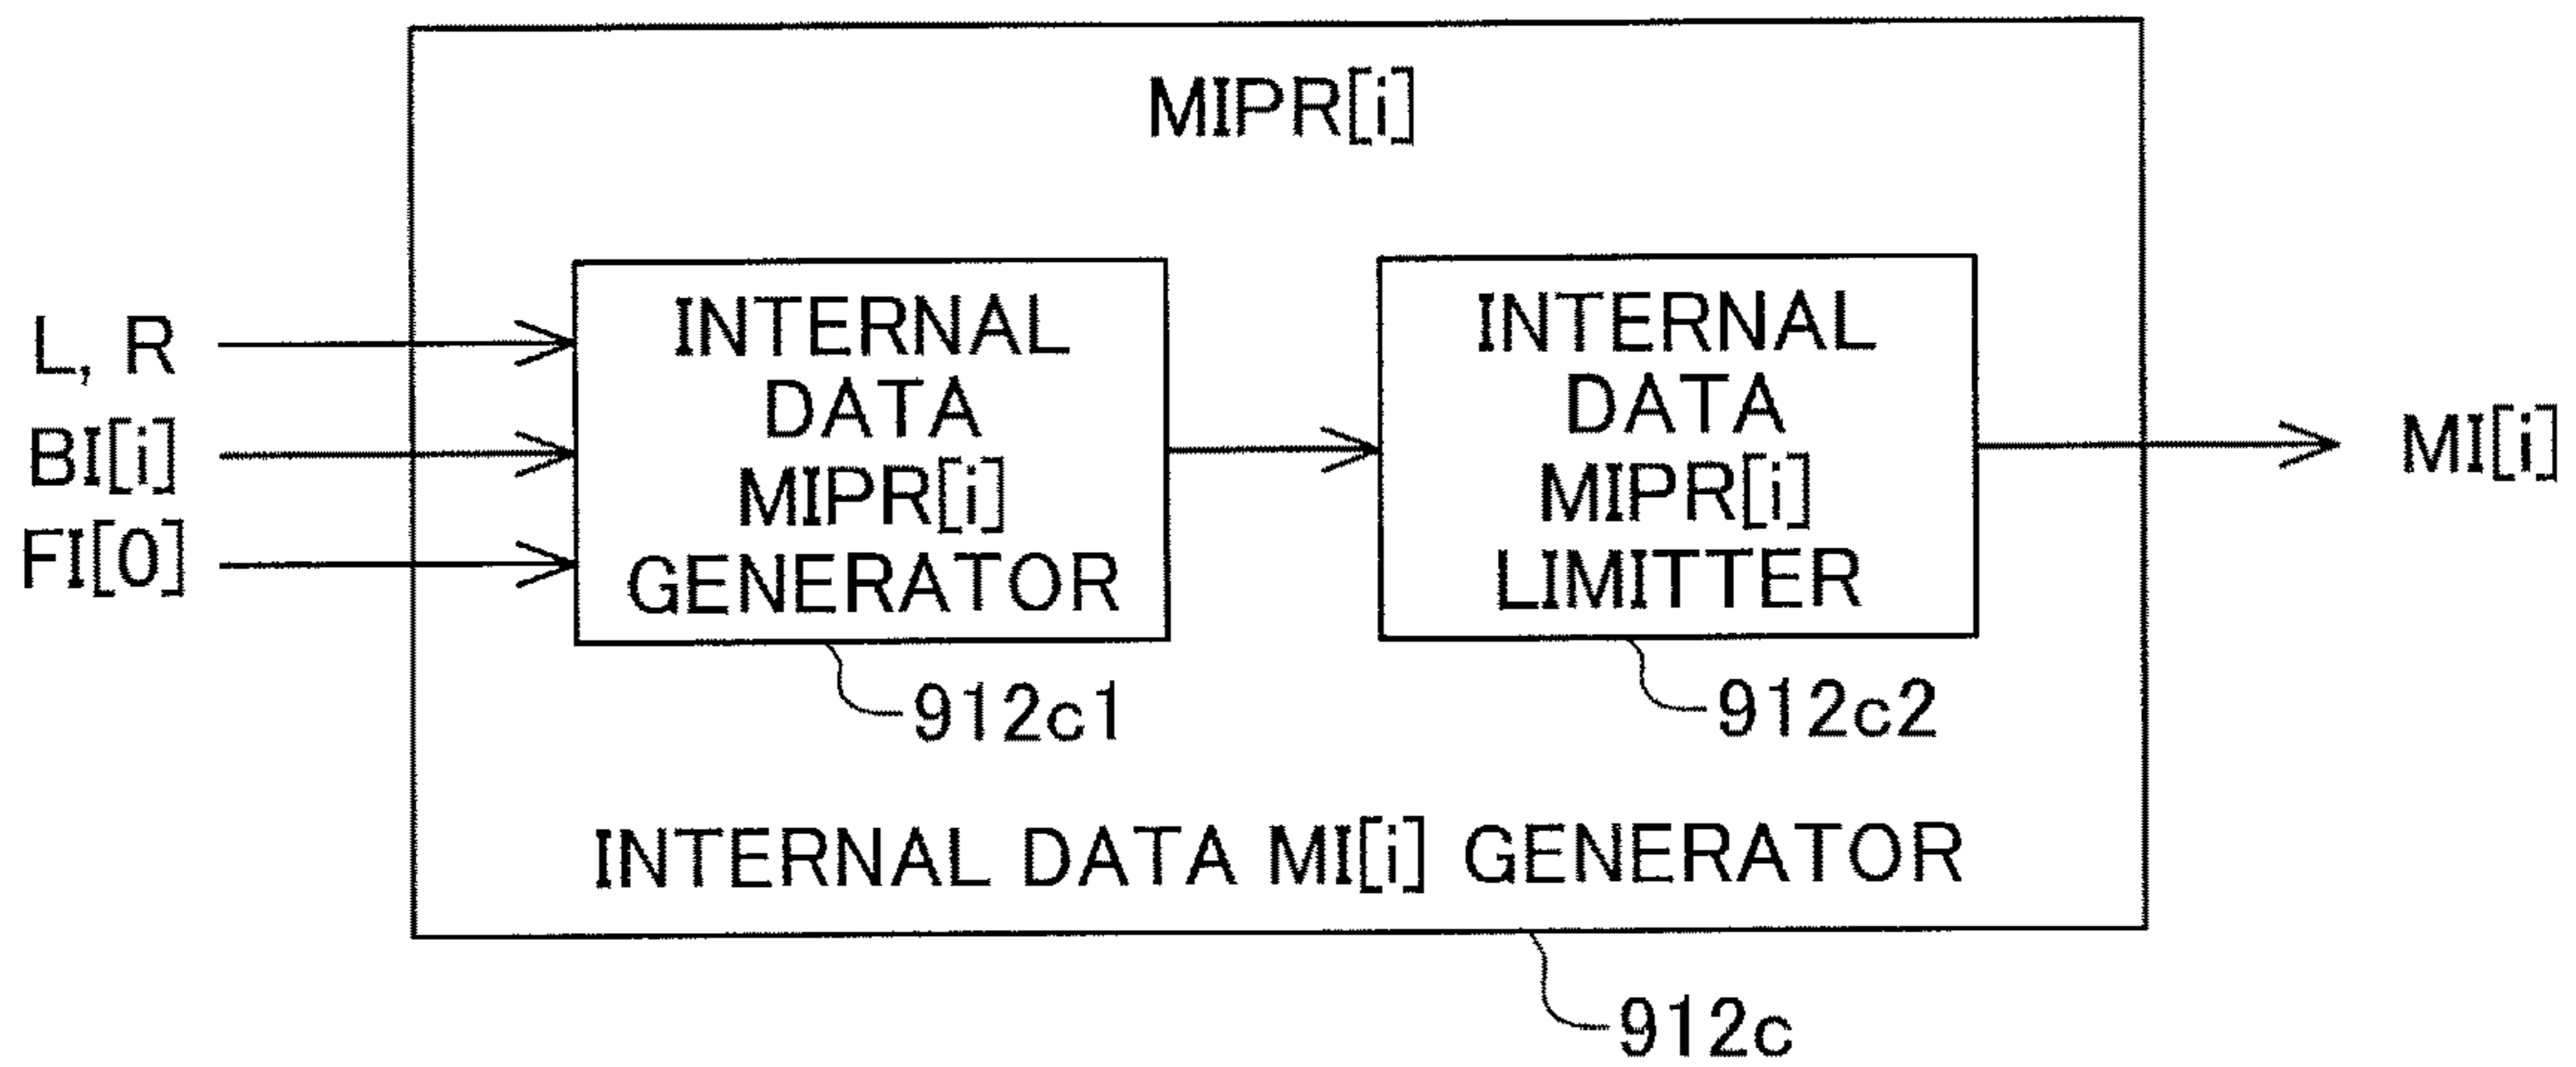 MIPR[i]
L, R
BI[i]
FI[0]
INTERNAL
DATA
MIPR[i]
GENERATOR
912c1
INTERNAL
DATA
MIPR[i]
LIMITTER
912c2
MI[i]
INTERNAL DATA MI[i] GENERATOR
912c